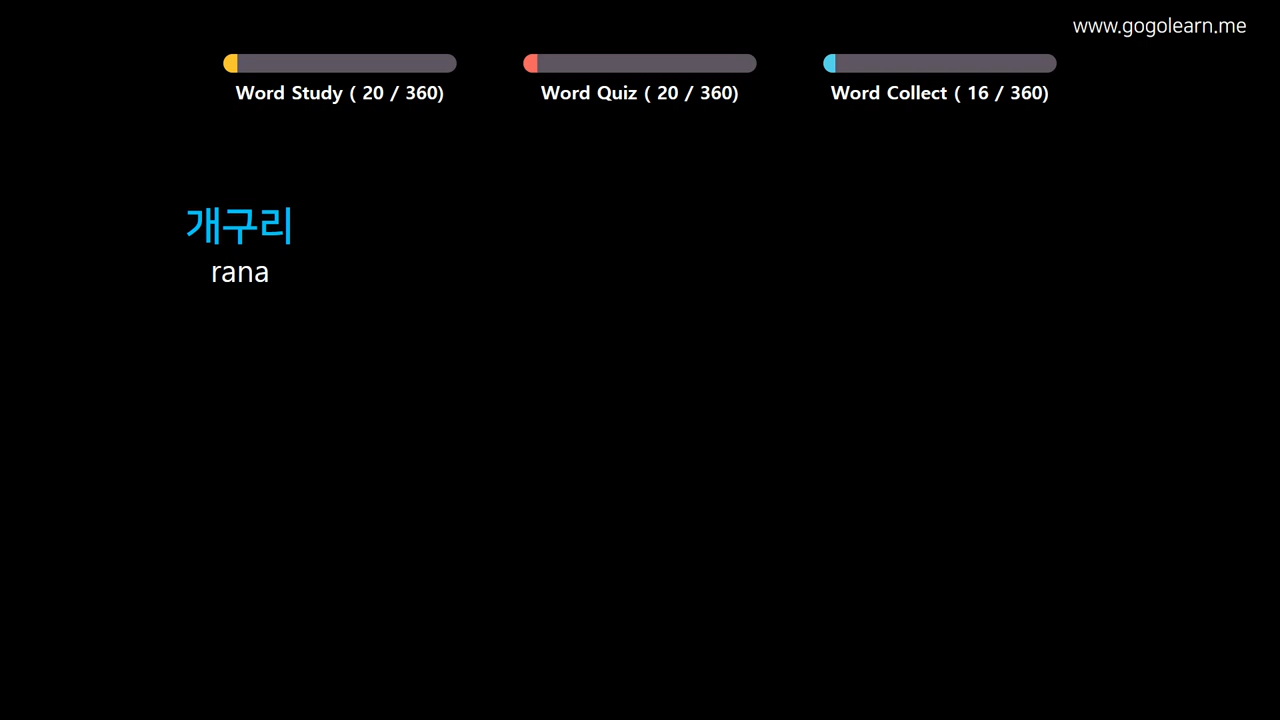 www.gogolearn.me
Word Study ( 20 / 360)
Word Quiz ( 20 / 360)
Word Collect ( 16 / 360)
개구리
rana